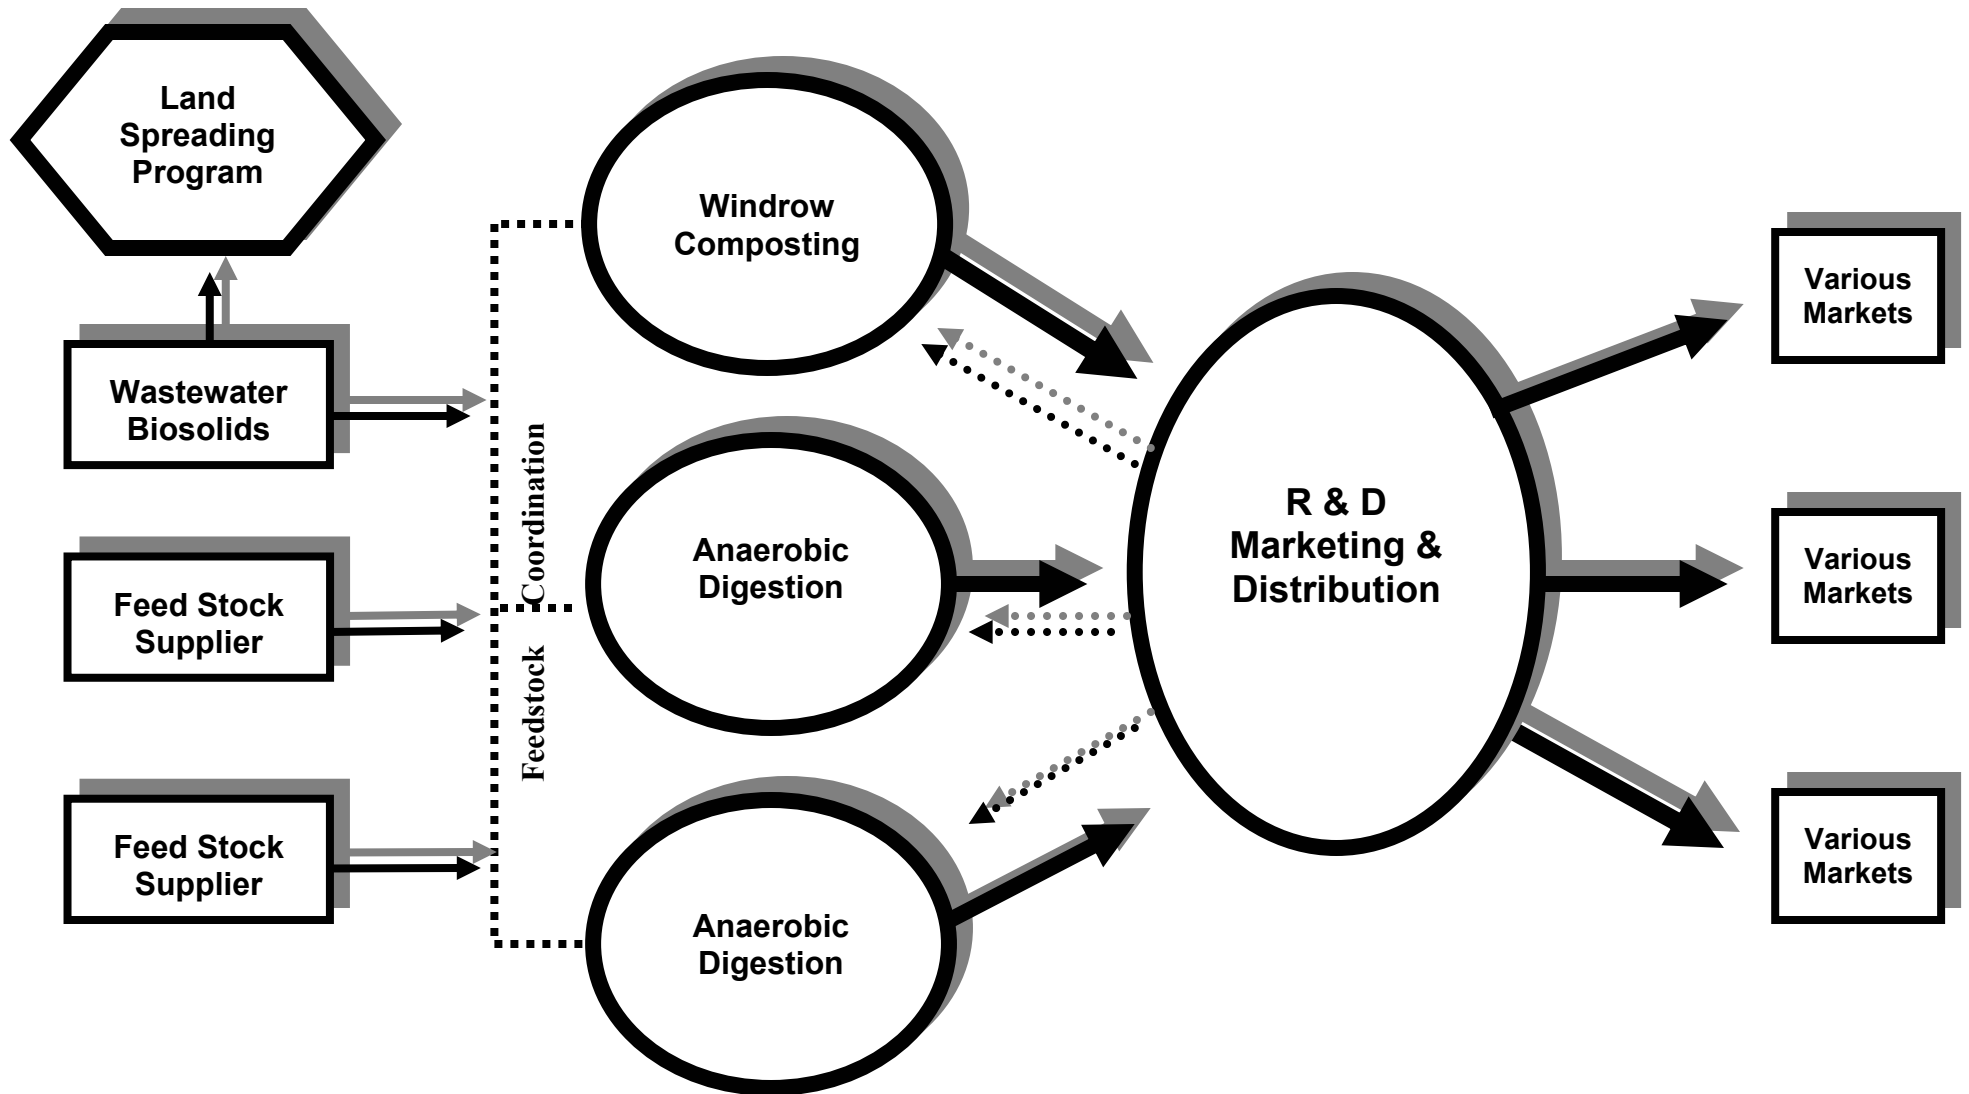 Land
Spreading
Program
Wastewater
Biosolids
Feed Stock
Supplier
Feed Stock
Supplier
Feedstock Coordination
Windrow
Composting
Anaerobic
Digestion
Anaerobic
Digestion
R & D
Marketing &
Distribution
Various
Markets
Various
Markets
Various
Markets